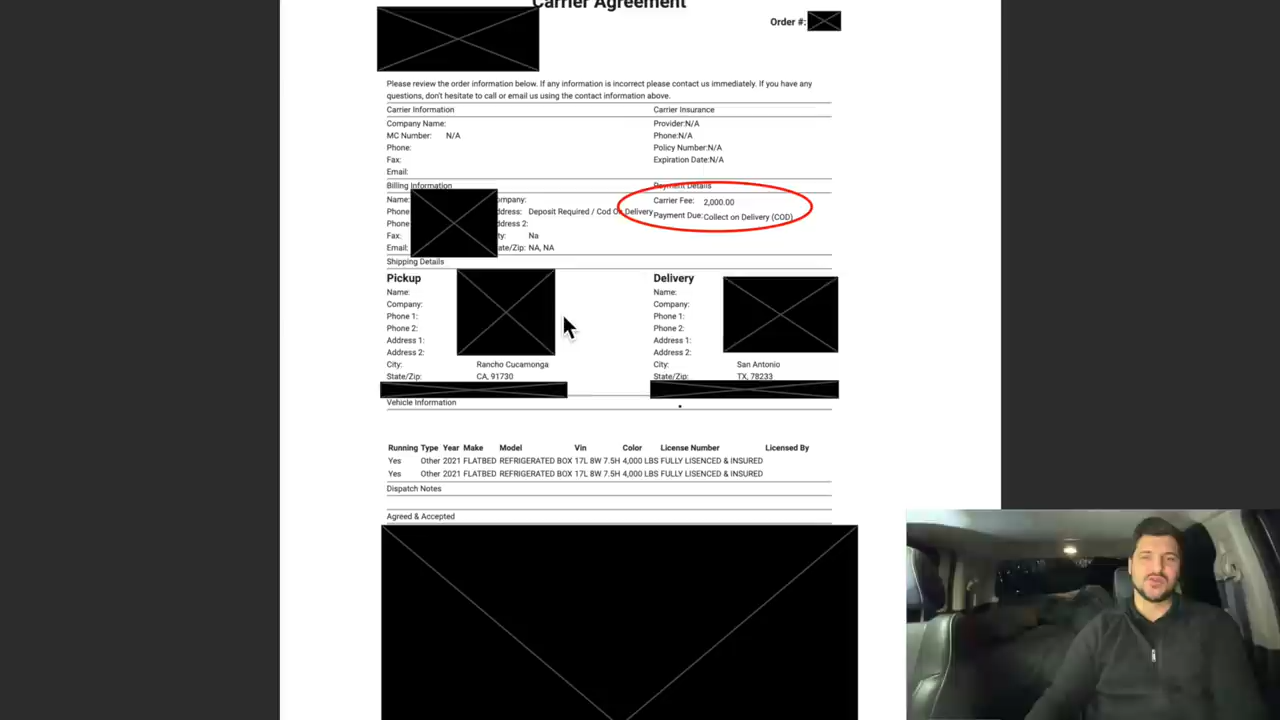 Carrier Agreement
Order #:
Please review the order information below. If any information is incorrect please contact us immediately. If you have any
questions, don't hesitate to call or email us using the contact information above.
Carrier Information Carrier Insurance
Company Name: Provider:N/A
MC Number: N/A Phone:N/A
Phone: Policy Number:N/A
Fax: Expiration Date:N/A
Email:
Billing Information Payment Details
Name: ompany: Carrier Fee: 2,000.00
Phone ddress: Deposit Required / Cod On Delivery Payment Due: Collect on Delivery (COD)
Phone ddress 2:
Fax: ty: Na
Email: ate/Zip: NA, NA
Shipping Details
Pickup Delivery
Name: Name:
Company: Company:
Phone 1: Phone 1:
Phone 2: Phone 2:
Address 1: Address 1:
Address 2: Address 2:
City: Rancho Cucamonga City: San Antonio
State/Zip: CA, 91730 State/Zip: TX, 78233
Vehicle Information
Running Type Year Make Model Vin Color License Number Licensed By
Yes Other 2021 FLATBED REFRIGERATED BOX 17L 8W 7.5H 4,000 LBS FULLY LISENCED & INSURED
Yes Other 2021 FLATBED REFRIGERATED BOX 17L 8W 7.5H 4,000 LBS FULLY LISENCED & INSURED
Dispatch Notes
Agreed & Accepted